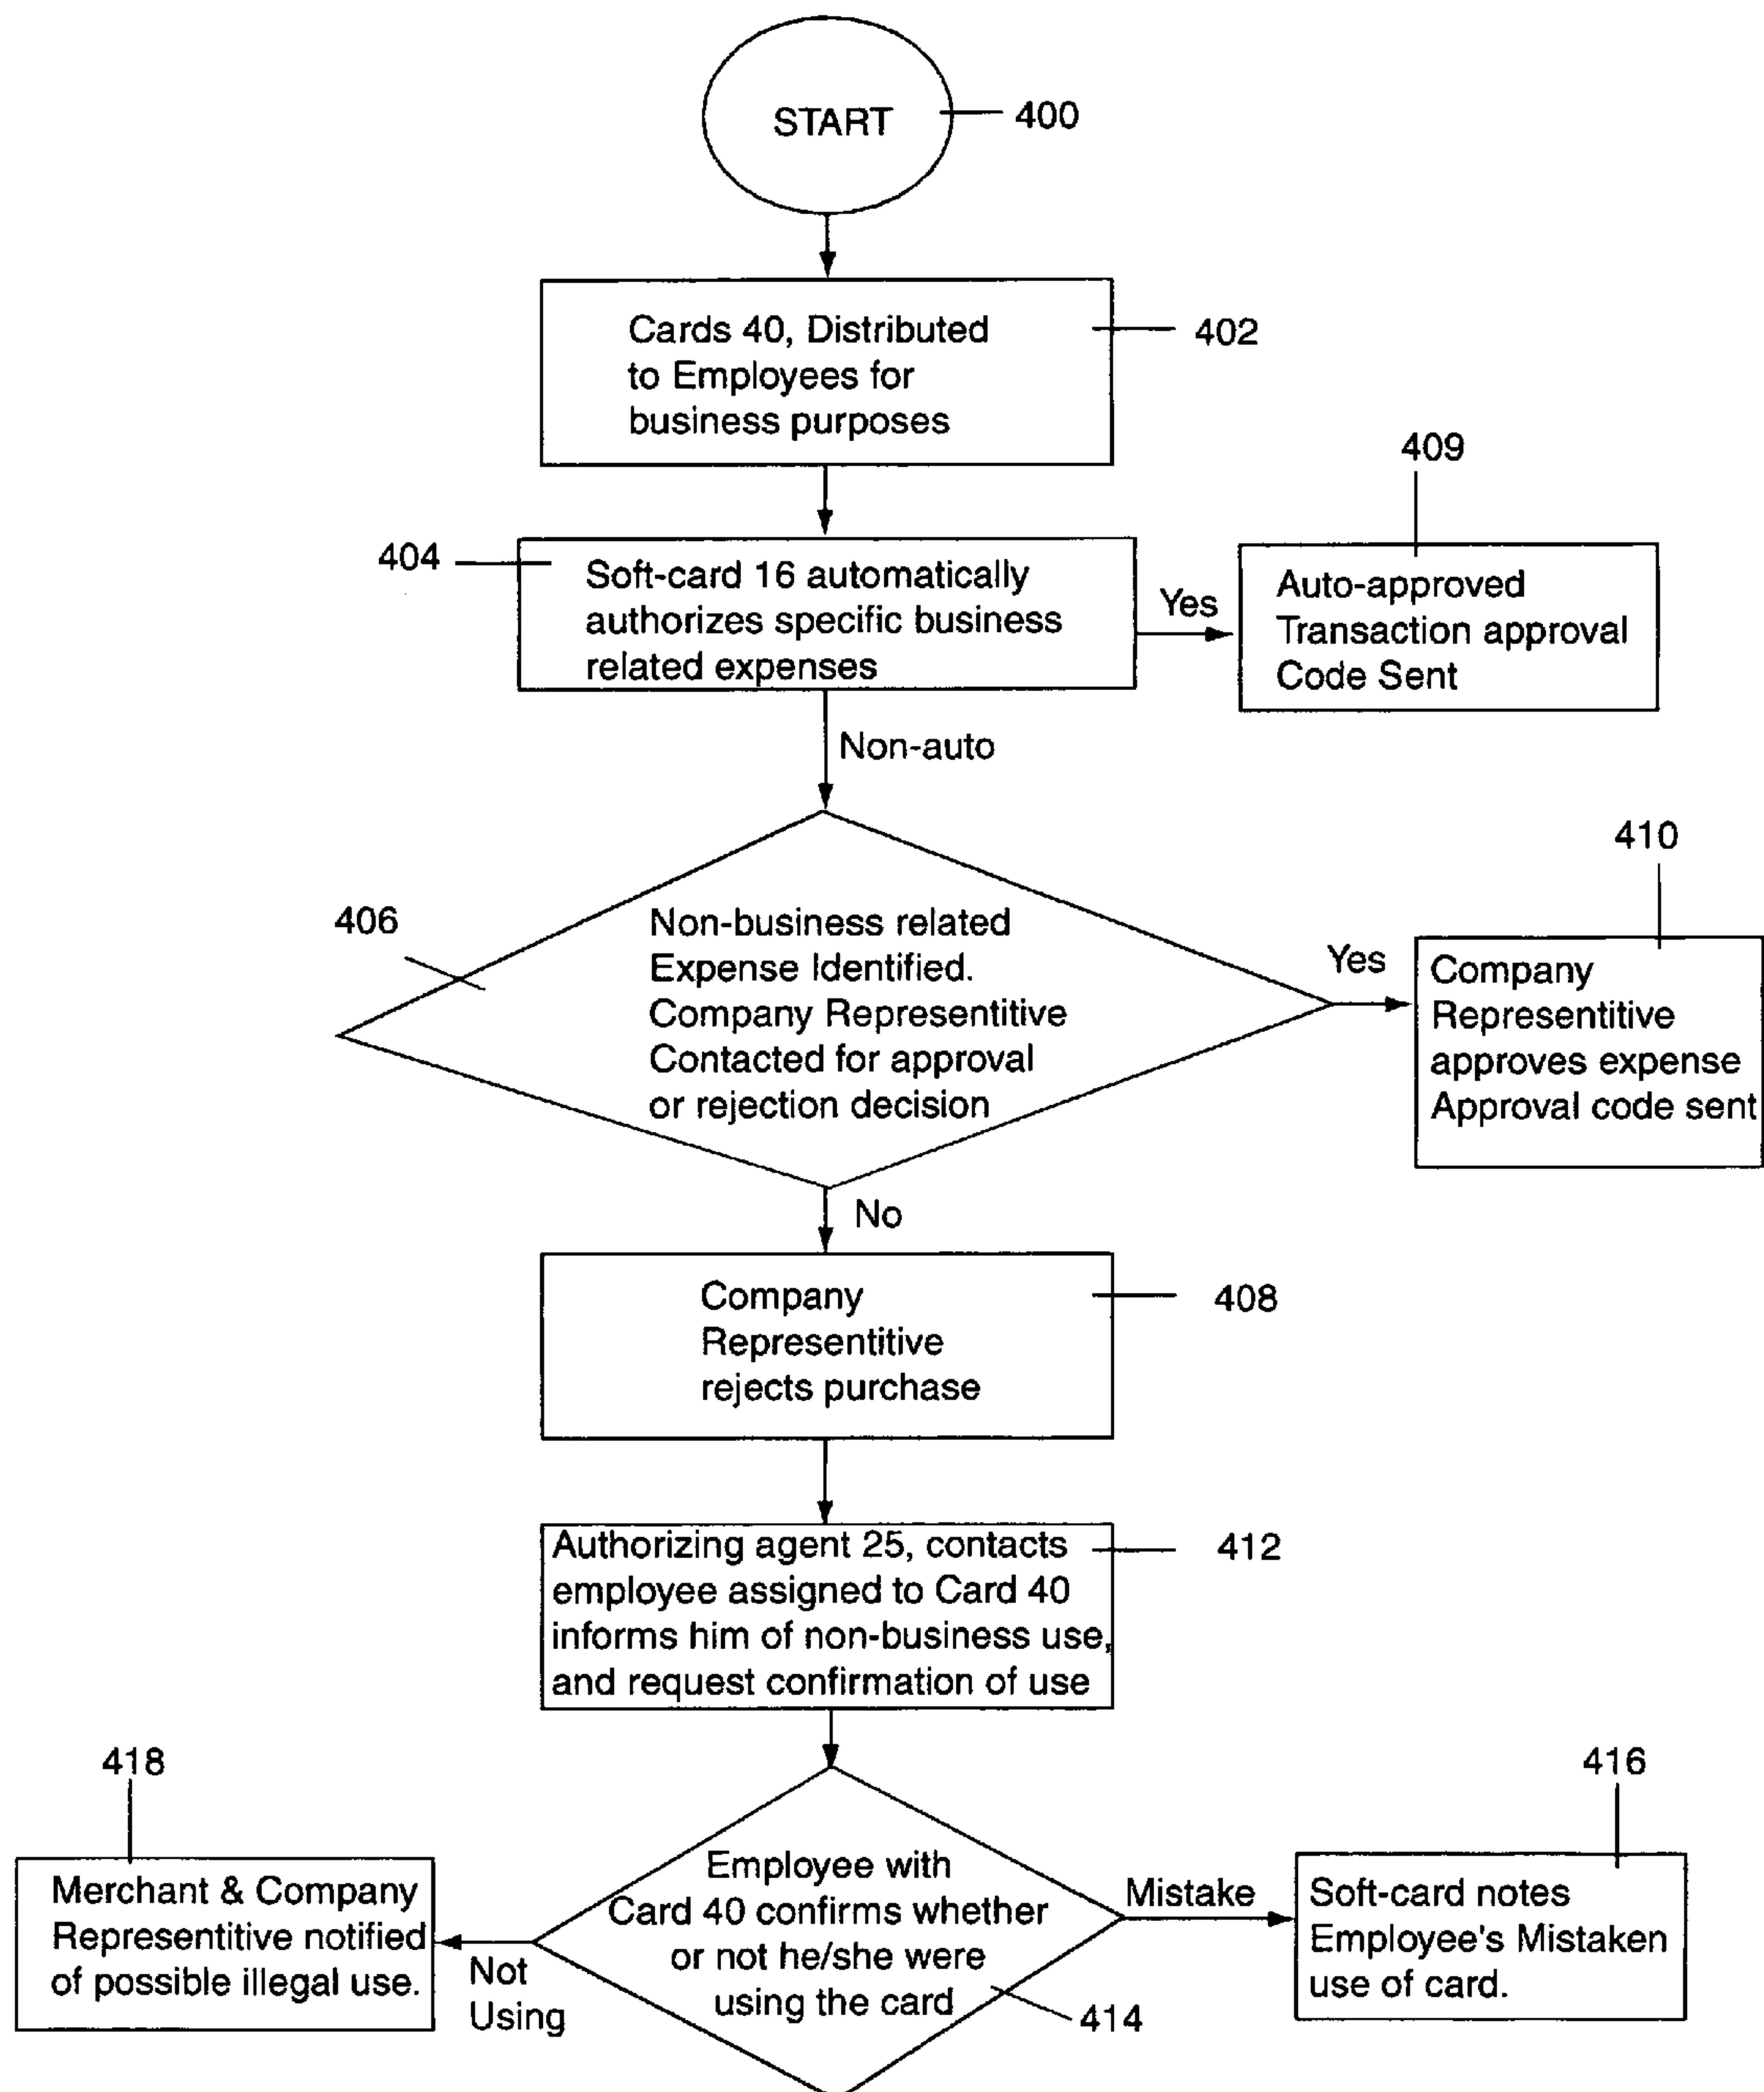 START
400
Cards 40, Distributed
to Employees for
business purposes
402
409
404
Soft-card 16 automatically
authorizes specific business
related expenses
Yes
Auto-approved
Transaction approval
Code Sent
Non-auto
410
406
Non-business related
Expense Identified.
Company Representitive
Contacted for approval
or rejection decision
Yes
Company
Representitive
approves expense
Approval code sent
No
Company
Representitive
rejects purchase
408
Authorizing agent 25, contacts
employee assigned to Card 40
informs him of non-business use,
and request confirmation of use
412
418
416
Merchant & Company
Representitive notified
of possible illegal use.
Not
Using
Employee with
Card 40 confirms whether
or not he/she were
using the card
414
Mistake
Soft-card notes
Employee's Mistaken
use of card.